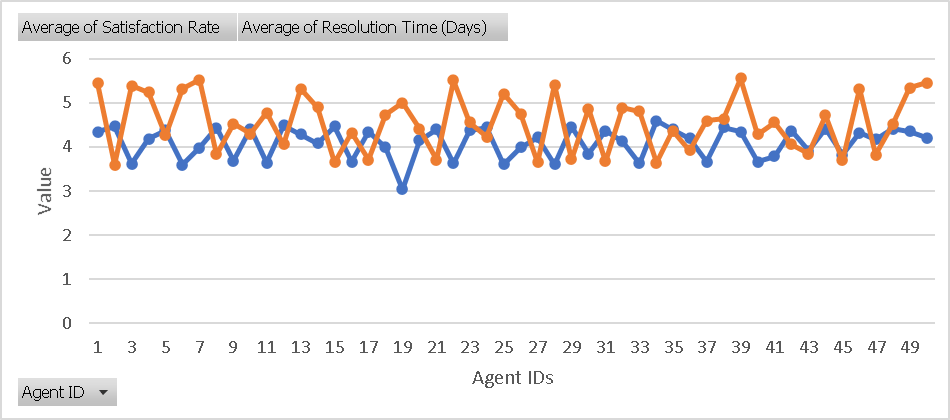 Average of Satisfaction Rate Average of Resolution Time (Days)
6
5
4
3
2
1
0
Value
1 3 5 7 9 11 13 15 17 19 21 23 25 27 29 31 33 35 37 39 41 43 45 47 49
Agent IDs
Agent ID